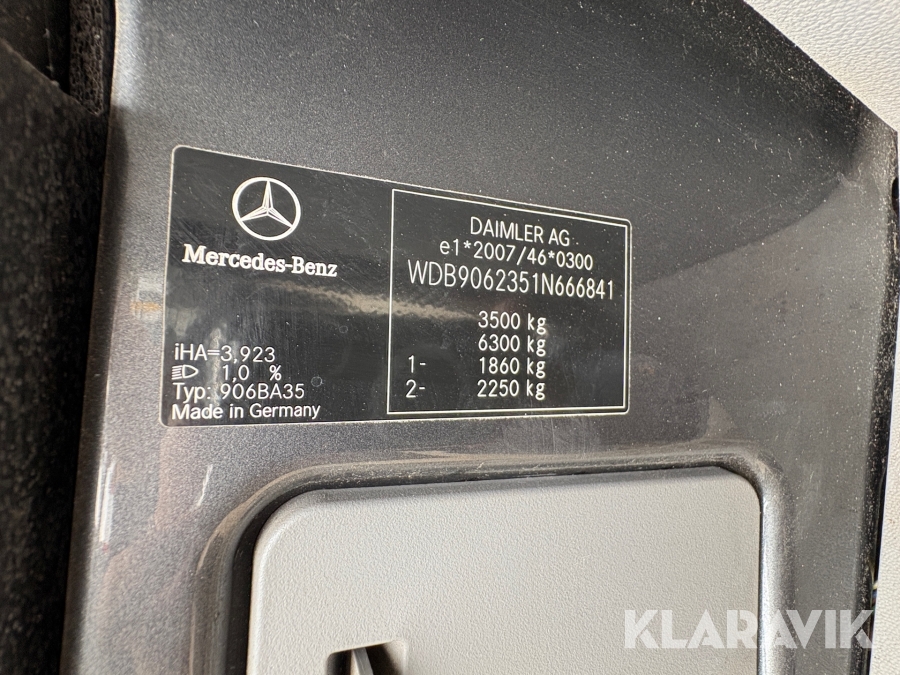 Mercedes-Benz
iHA=3,923
1,0 %
Typ: 906BA35
Made in Germany
DAIMLER AG
e1*2007/46*0300
WDB9062351N666841
3500 kg
6300 kg
1- 1860 kg
2- 2250 kg
KLARAVIK